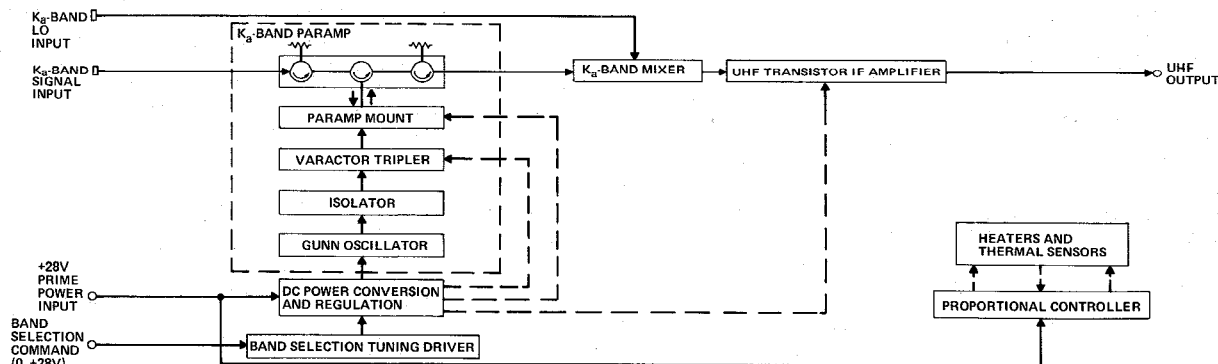 Ka-BAND
LO
INPUT
Ka-BAND PARAMP
Ka-BAND
SIGNAL
INPUT
Ka-BAND MIXER
UHF TRANSISTOR IF AMPLIFIER
UHF
OUTPUT
PARAMP MOUNT
VARACTOR TRIPLER
ISOLATOR
GUNN OSCILLATOR
HEATERS AND
THERMAL SENSORS
+28V
PRIME
POWER
INPUT
DC POWER CONVERSION
AND REGULATION
PROPORTIONAL CONTROLLER
BAND
SELECTION
COMMAND
(0, +28V)
BAND SELECTION TUNING DRIVER